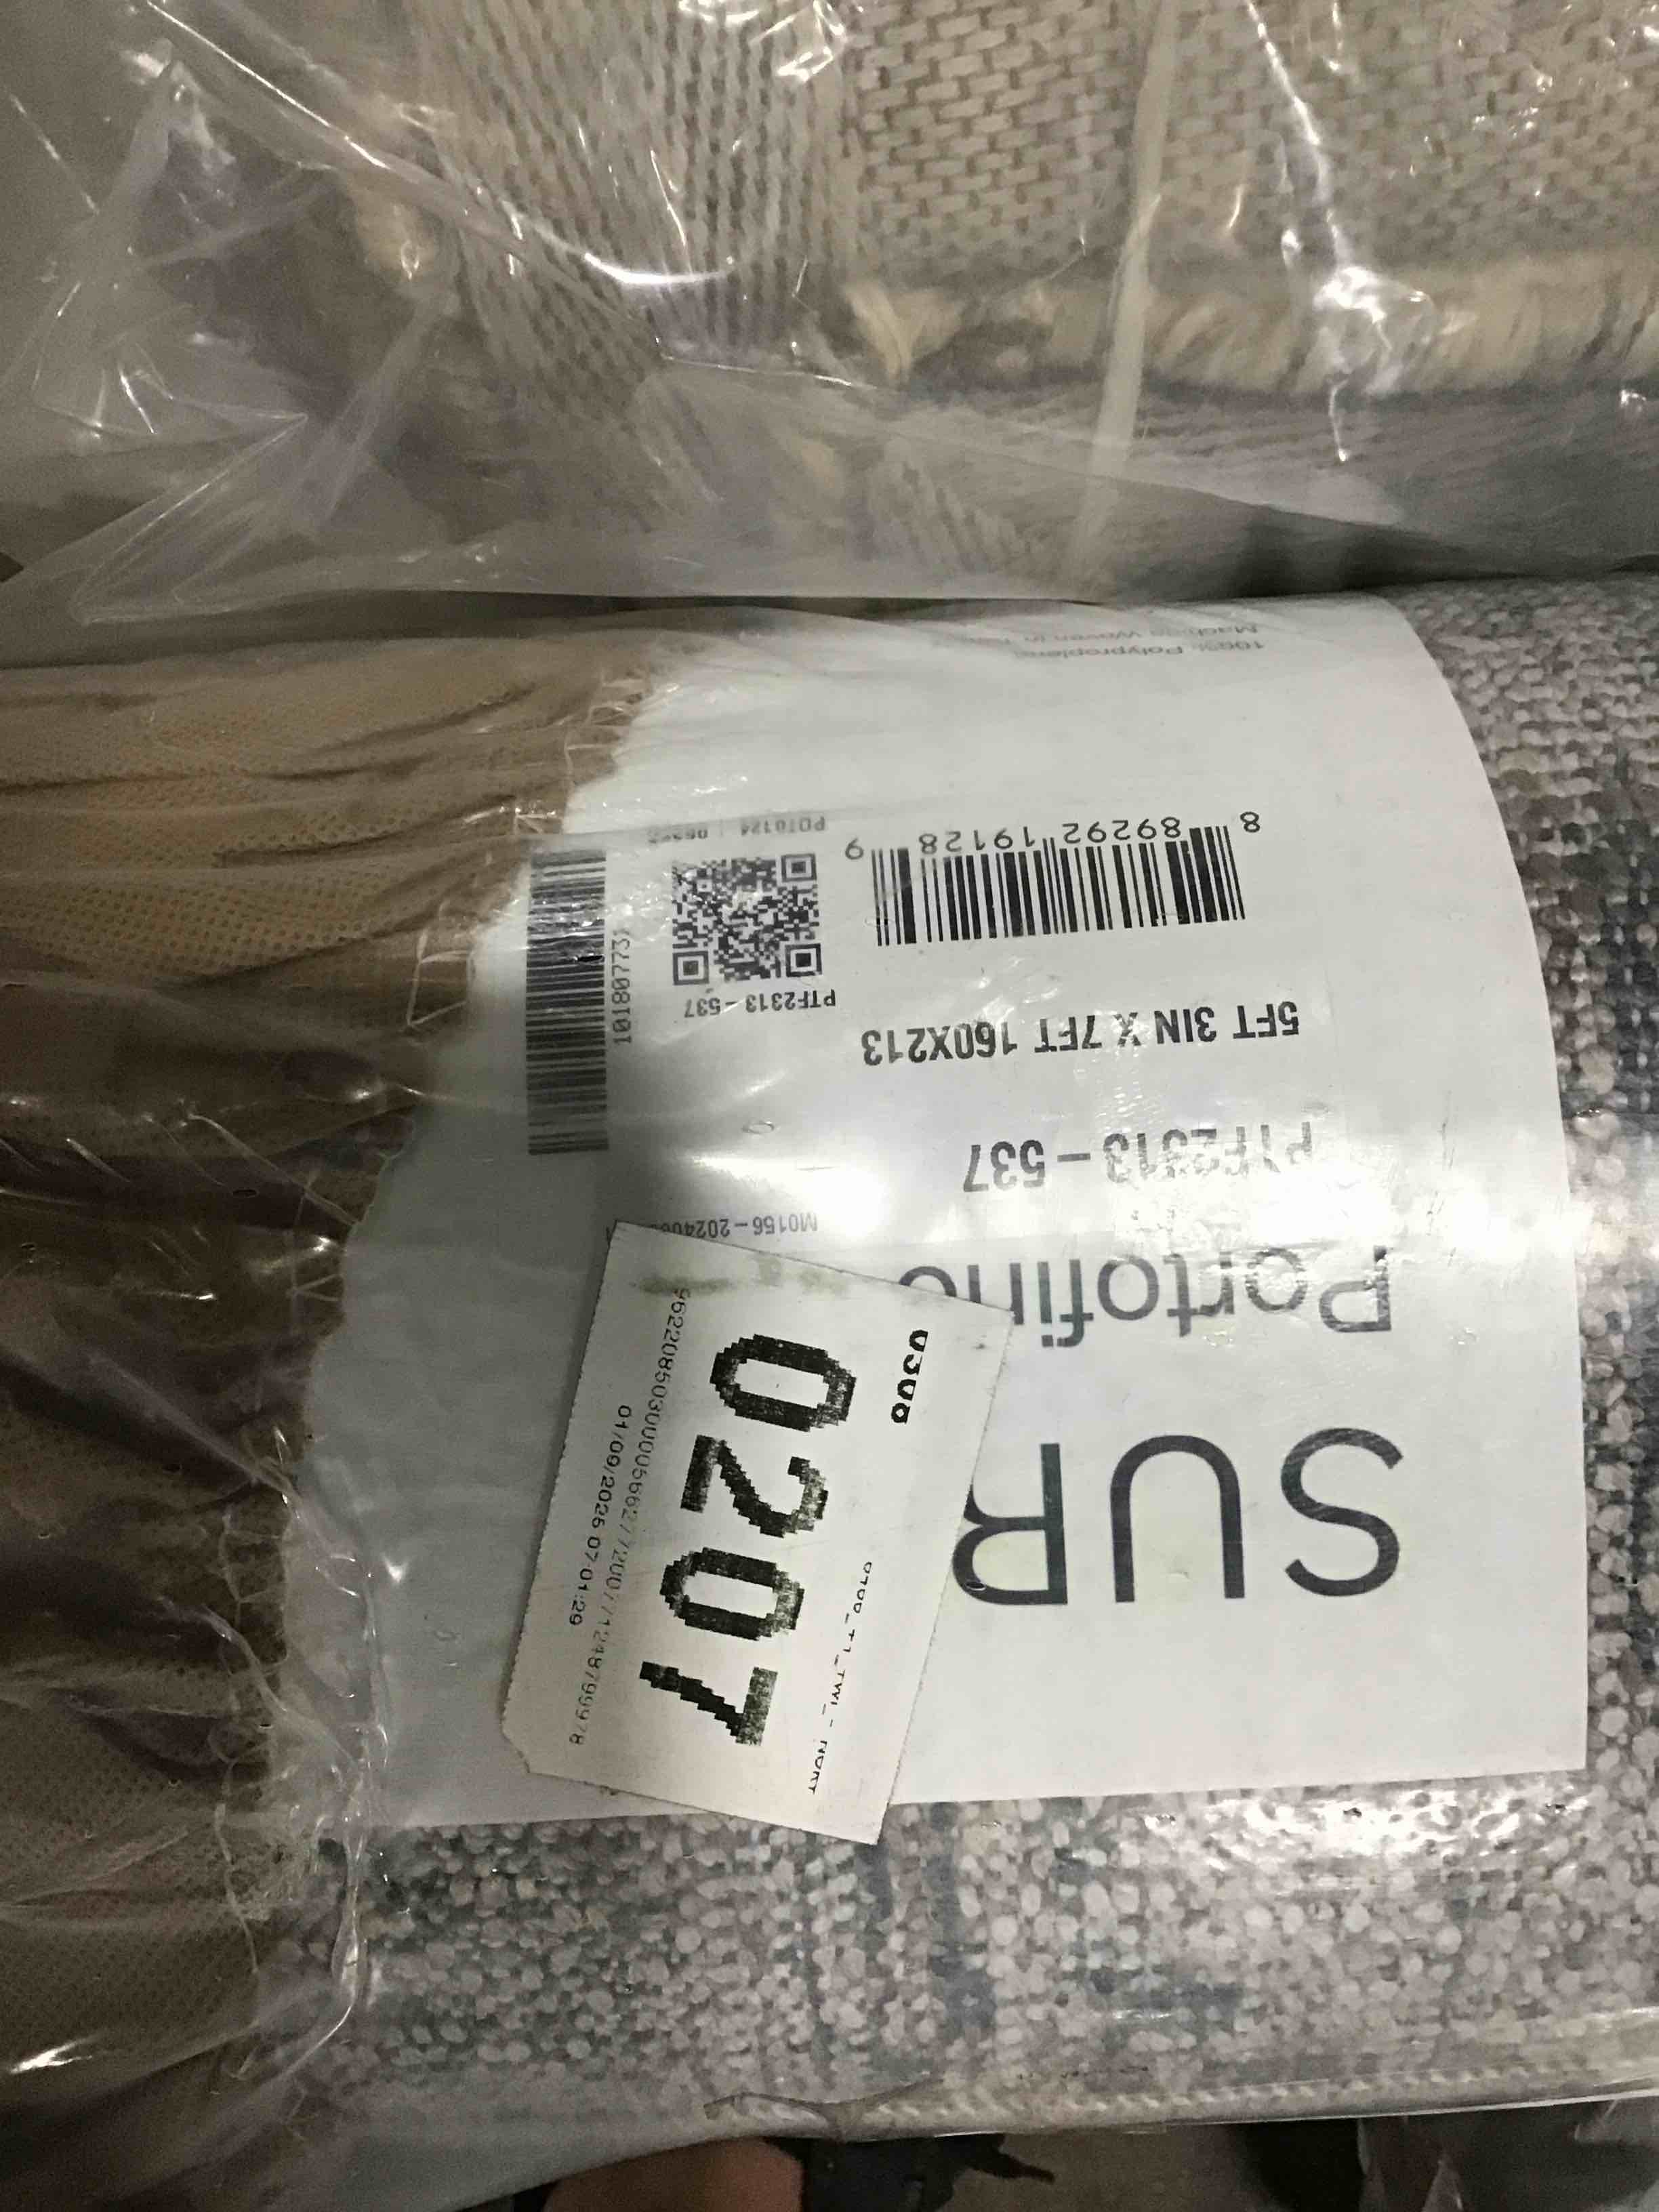 SUR
Portofino
PTF2313-537
5FT 3IN X 7FT 160X213
8 89292 19128 9
PTF2313-537
101807731
M0156-20240
100% Polypropylene
Machine Woven in
0207
01/09/2026 07:01:29